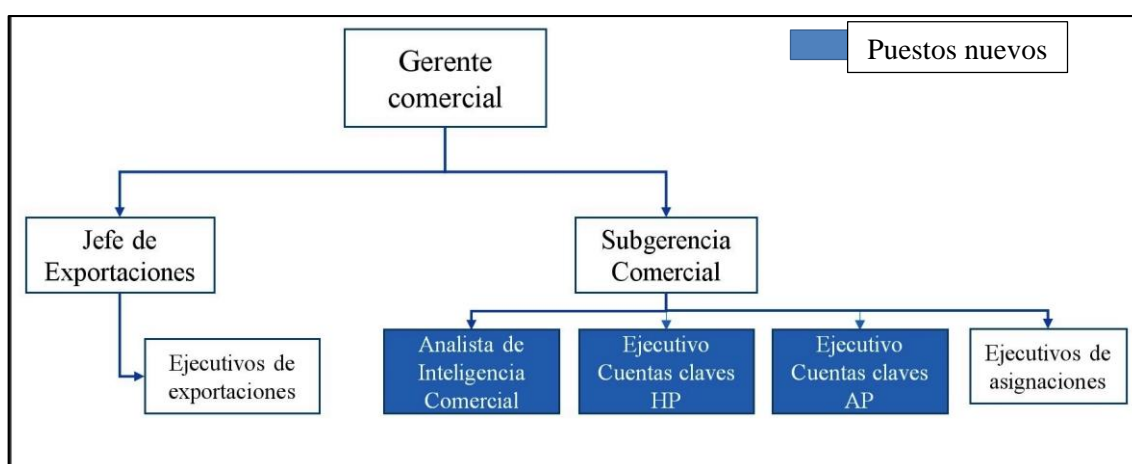 Puestos nuevos
Gerente
comercial
Jefe de
Exportaciones
Subgerencia
Comercial
Ejecutivos de
exportaciones
Analista de
Inteligencia
Comercial
Ejecutivo
Cuentas claves
HP
Ejecutivo
Cuentas claves
AP
Ejecutivos de
asignaciones